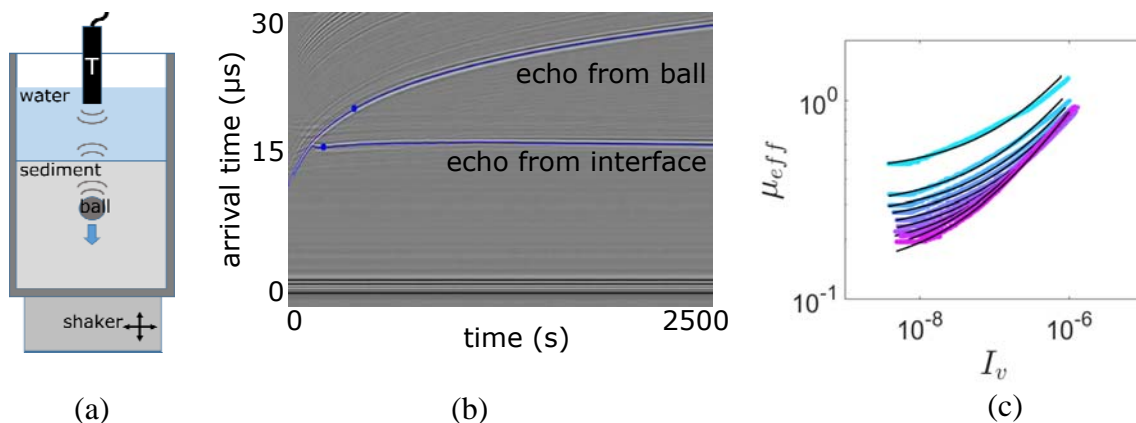 T
water
sediment
ball
shaker
(a)
arrival time (µs)
30
15
0
echo from ball
echo from interface
0
2500
time (s)
(b)
μ_eff
10^0
10^-1
10^-8
10^-6
I_v
(c)